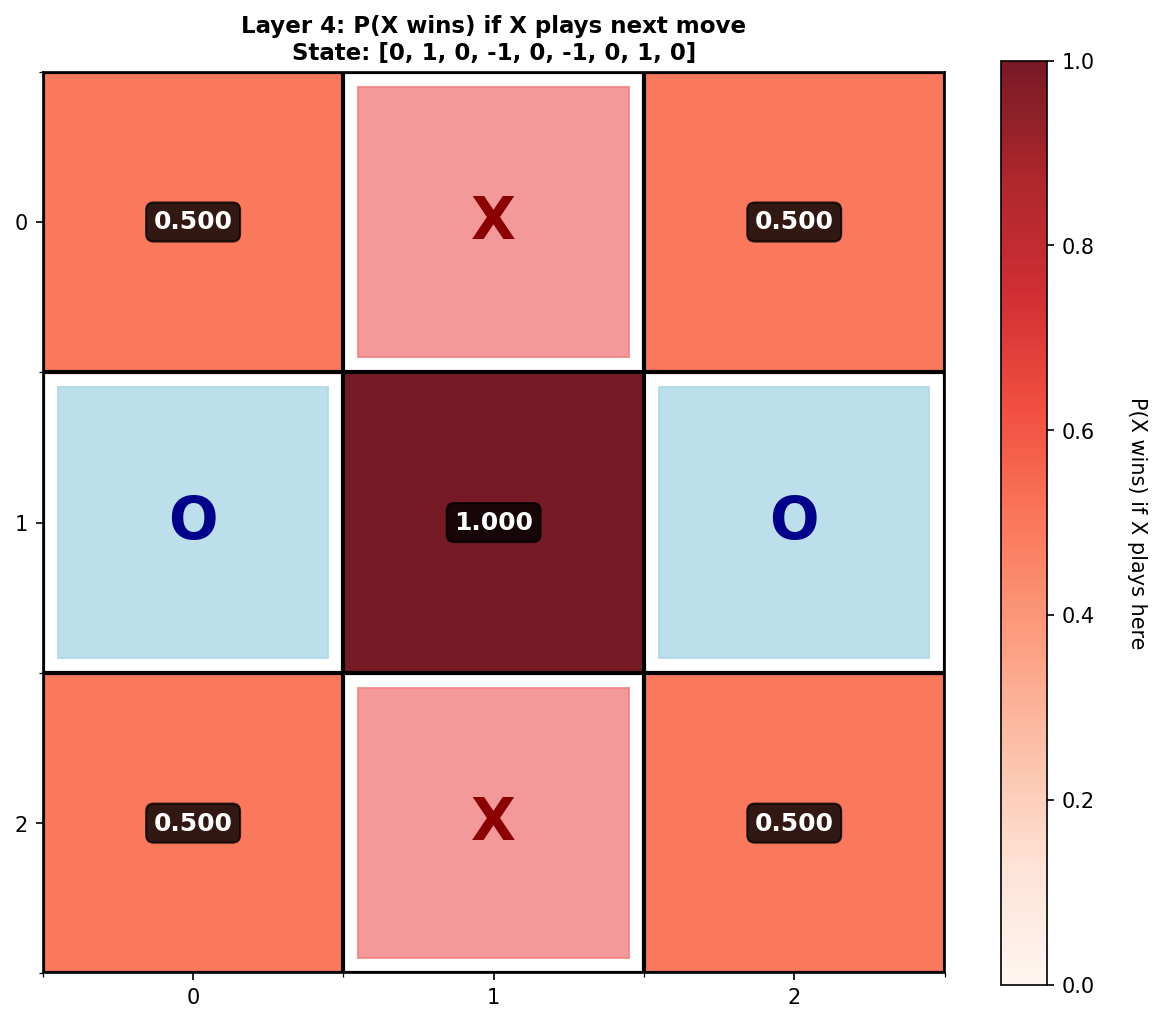 Layer 4: P(X wins) if X plays next move
State: [0, 1, 0, -1, 0, -1, 0, 1, 0]
0.500
X
0.500
O
1.000
O
0.500
X
0.500
0
1
2
0
1
2
1.0
0.8
0.6
0.4
0.2
0.0
P(X wins) if X plays here